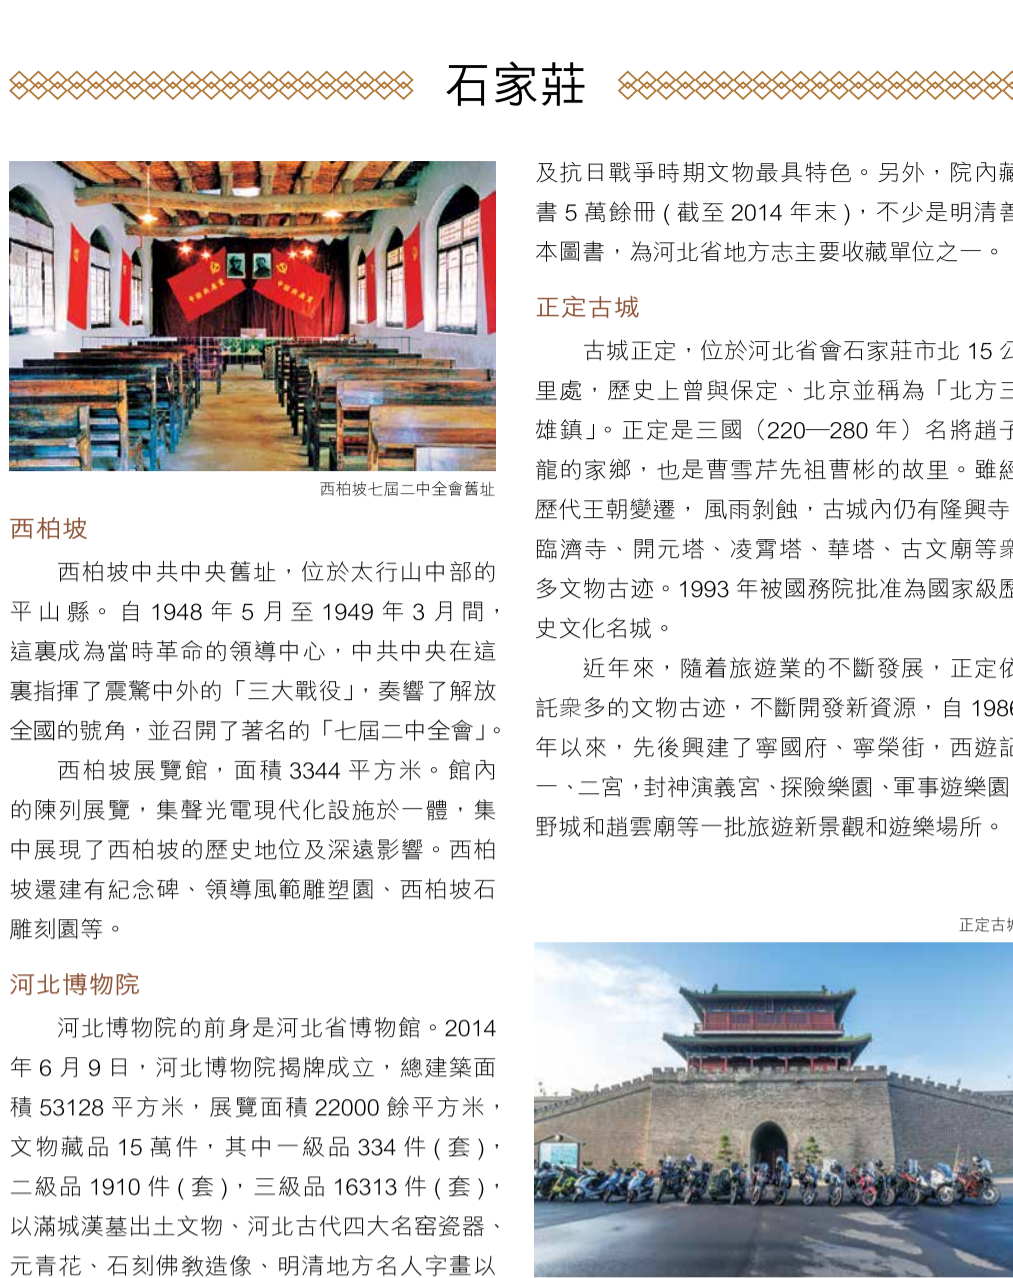 石家莊
西柏坡七屆二中全會舊址
西柏坡
西柏坡中共中央舊址，位於太行山中部的
平山縣。自 1948 年 5 月至 1949 年 3 月間，
這裏成為當時革命的領導中心，中共中央在這
裏指揮了震驚中外的「三大戰役」，奏響了解放
全國的號角，並召開了著名的「七屆二中全會」。
西柏坡展覽館，面積 3344 平方米。館內
的陳列展覽，集聲光電現代化設施於一體，集
中展現了西柏坡的歷史地位及深遠影響。西柏
坡還建有紀念碑、領導風範雕塑園、西柏坡石
雕刻園等。
河北博物院
河北博物院的前身是河北省博物館。2014
年 6 月 9 日，河北博物院揭牌成立，總建築面
積 53128 平方米，展覽面積 22000 餘平方米，
文物藏品 15 萬件，其中一級品 334 件 ( 套 )，
二級品 1910 件 ( 套 )，三級品 16313 件 ( 套 )，
以滿城漢墓出土文物、河北古代四大名窑瓷器、
元青花、石刻佛教造像、明清地方名人字畫以
及抗日戰爭時期文物最具特色。另外，院內藏
書 5 萬餘冊 ( 截至 2014 年末 )，不少是明清善
本圖書，為河北省地方志主要收藏單位之一。
正定古城
古城正定，位於河北省會石家莊市北 15 公
里處，歷史上曾與保定、北京並稱為「北方三
雄鎮」。正定是三國（220—280 年）名將趙子
龍的家鄉，也是曹雪芹先祖曹彬的故里。雖經
歷代王朝變遷，風雨剝蝕，古城內仍有隆興寺
臨濟寺、開元塔、凌霄塔、華塔、古文廟等衆
多文物古迹。1993 年被國務院批准為國家級歷
史文化名城。
近年來，隨着旅遊業的不斷發展，正定依
託衆多的文物古迹，不斷開發新資源，自 1986
年以來，先後興建了寧國府、寧榮街，西遊記
一、二宮，封神演義宮、探險樂園、軍事遊樂園
野城和趙雲廟等一批旅遊新景觀和遊樂場所。
正定古城